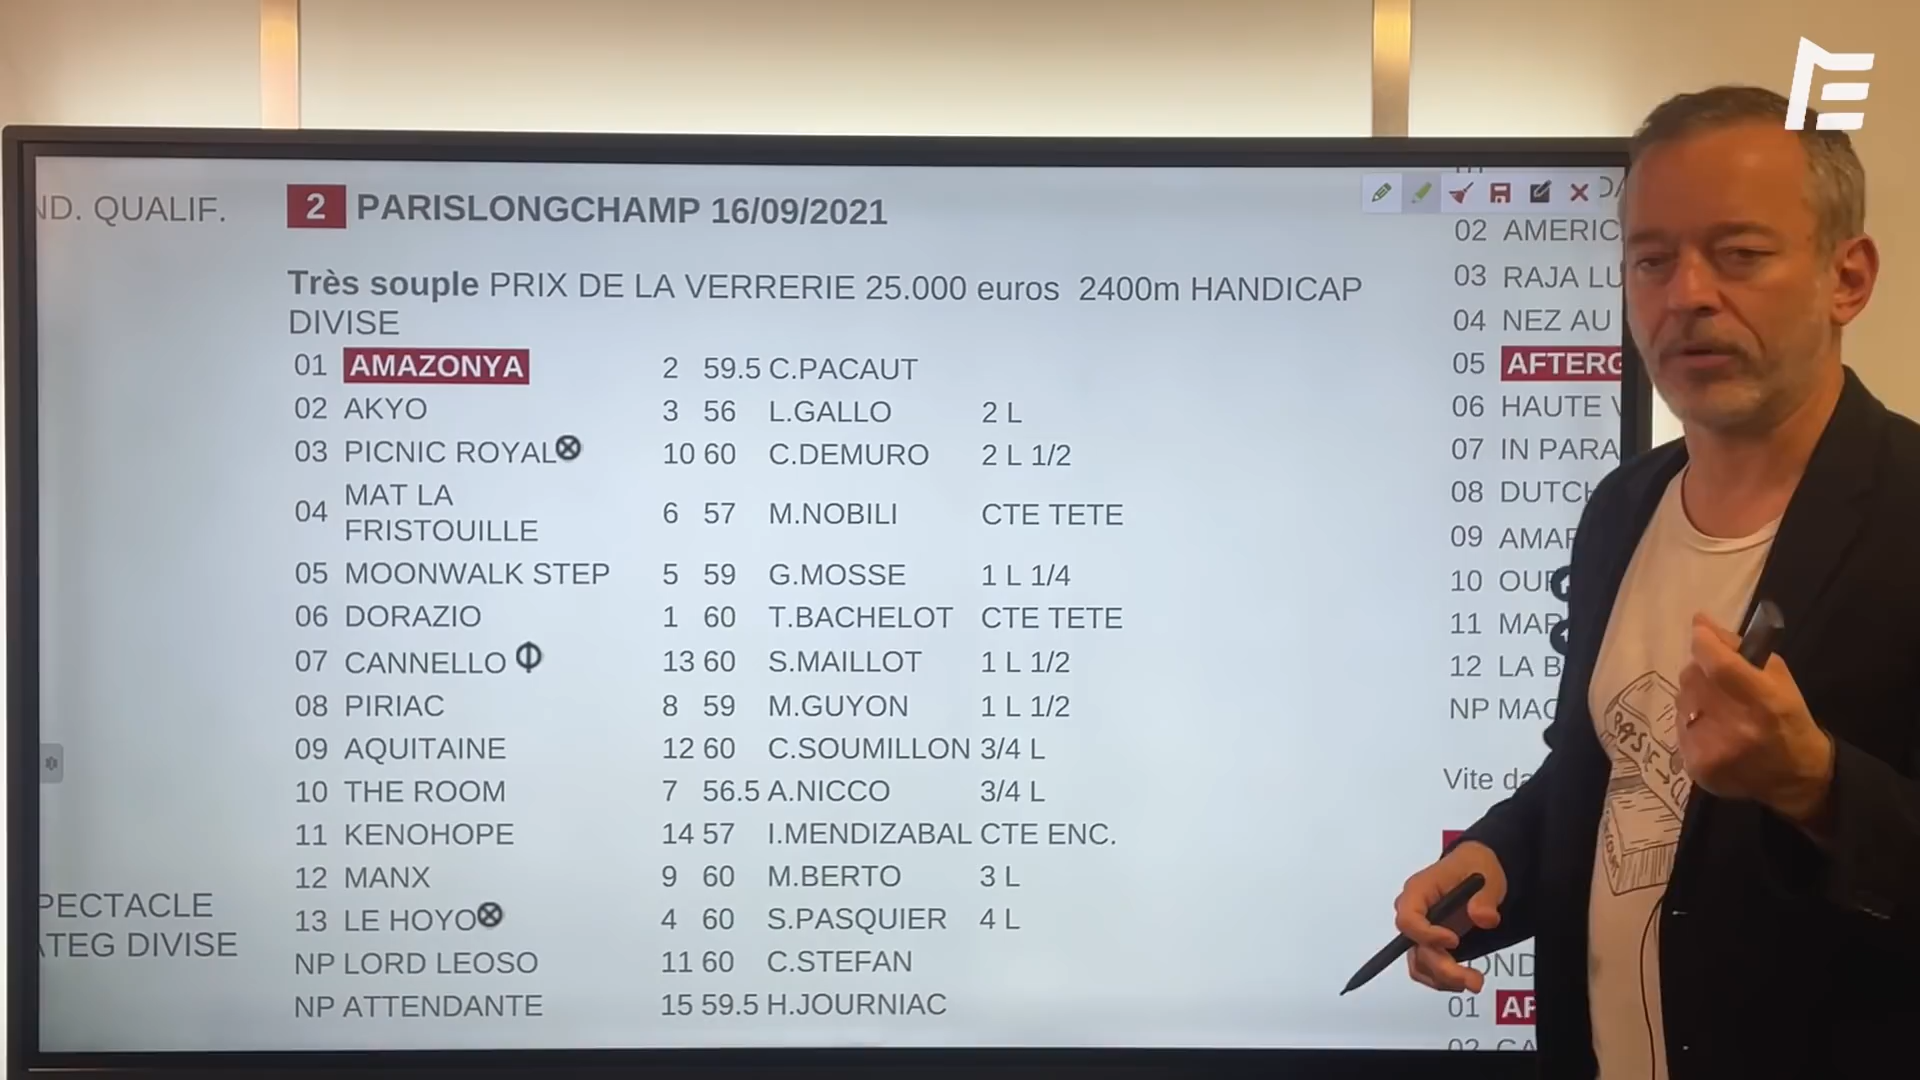 ND. QUALIF.
2 PARISLONGCHAMP 16/09/2021
Très souple PRIX DE LA VERRERIE 25.000 euros 2400m HANDICAP
DIVISE
01 AMAZONYA 2 59.5 C.PACAUT
02 AKYO 3 56 L.GALLO 2 L
03 PICNIC ROYAL 10 60 C.DEMURO 2 L 1/2
04 MAT LA
FRISTOUILLE 6 57 M.NOBILI CTE TETE
05 MOONWALK STEP 5 59 G.MOSSE 1 L 1/4
06 DORAZIO 1 60 T.BACHELOT CTE TETE
07 CANNELLO 13 60 S.MAILLOT 1 L 1/2
08 PIRIAC 8 59 M.GUYON 1 L 1/2
09 AQUITAINE 12 60 C.SOUMILLON 3/4 L
10 THE ROOM 7 56.5 A.NICCO 3/4 L
11 KENOHOPE 14 57 I.MENDIZABAL CTE ENC.
12 MANX 9 60 M.BERTO 3 L
13 LE HOYO 4 60 S.PASQUIER 4 L
NP LORD LEOSO 11 60 C.STEFAN
NP ATTENDANTE 15 59.5 H.JOURNIAC
PECTACLE
ATEG DIVISE
02 AMERIC
03 RAJA LU
04 NEZ AU
05 AFTERG
06 HAUTE V
07 IN PARA
08 DUTCH
09 AMAR
10 OUR
11 MAR
12 LA B
NP MAC
Vite da
OND
01 AF
02 CA